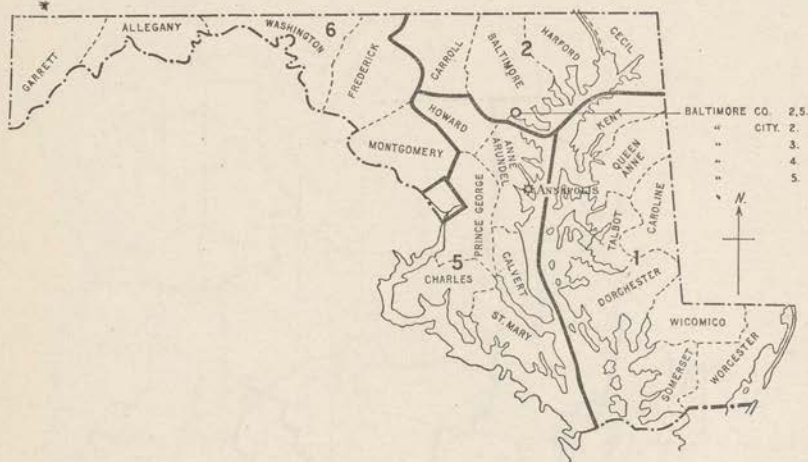 GARRETT
ALLEGANY
WASHINGTON
6
FREDERICK
CARROLL
BALTIMORE
2
HARFORD
CECIL
HOWARD
MONTGOMERY
ANNE
ARUNDEL
ANNAPOLIS
PRINCE GEORGE
CALVERT
5
CHARLES
ST. MARY
KENT
QUEEN
ANNE
TALBOT
CAROLINE
1
DORCHESTER
WICOMICO
SOMERSET
WORCESTER
BALTIMORE CO. 2,5.
" CITY. 2.
" 3.
" 4.
" 5.
N.